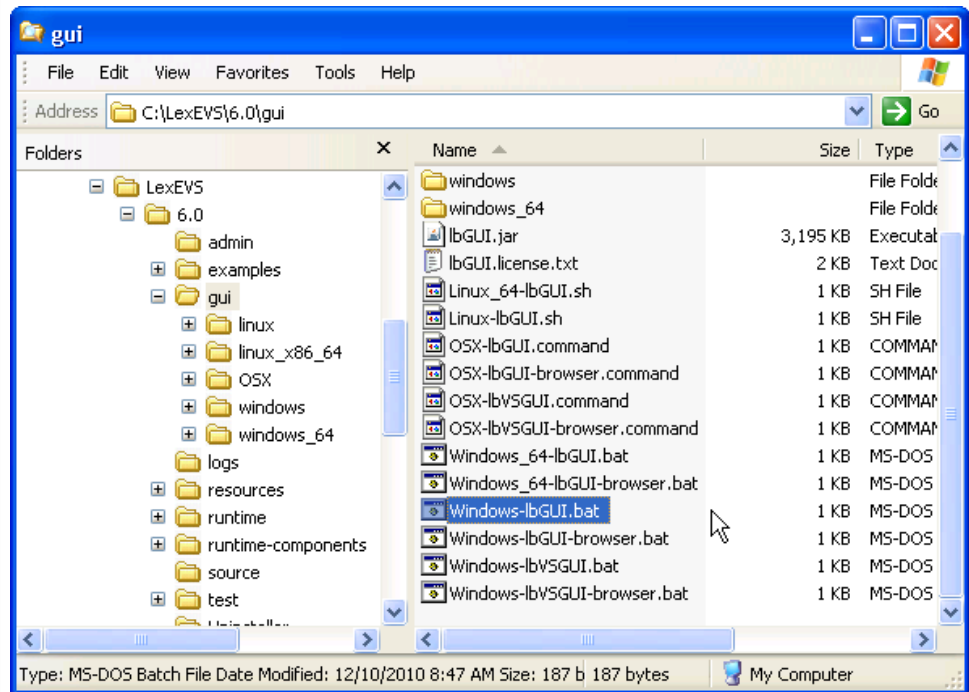 gui
File Edit View Favorites Tools Help
Address C:\LexEVS\6.0\gui Go
Folders
LexEVS
6.0
admin
examples
gui
linux
linux_x86_64
OSX
windows
windows_64
logs
resources
runtime
runtime-components
source
test
Name Size Type
windows File Folde
windows_64 File Folde
lbGUI.jar 3,195 KB Executab
lbGUI.license.txt 2 KB Text Doc
Linux_64-lbGUI.sh 1 KB SH File
Linux-lbGUI.sh 1 KB SH File
OSX-lbGUI.command 1 KB COMMAN
OSX-lbGUI-browser.command 1 KB COMMAN
OSX-lbVSGUI.command 1 KB COMMAN
OSX-lbVSGUI-browser.command 1 KB COMMAN
Windows_64-lbGUI.bat 1 KB MS-DOS
Windows_64-lbGUI-browser.bat 1 KB MS-DOS
Windows-lbGUI.bat 1 KB MS-DOS
Windows-lbGUI-browser.bat 1 KB MS-DOS
Windows-lbVSGUI.bat 1 KB MS-DOS
Windows-lbVSGUI-browser.bat 1 KB MS-DOS
Type: MS-DOS Batch File Date Modified: 12/10/2010 8:47 AM Size: 187 b 187 bytes My Computer